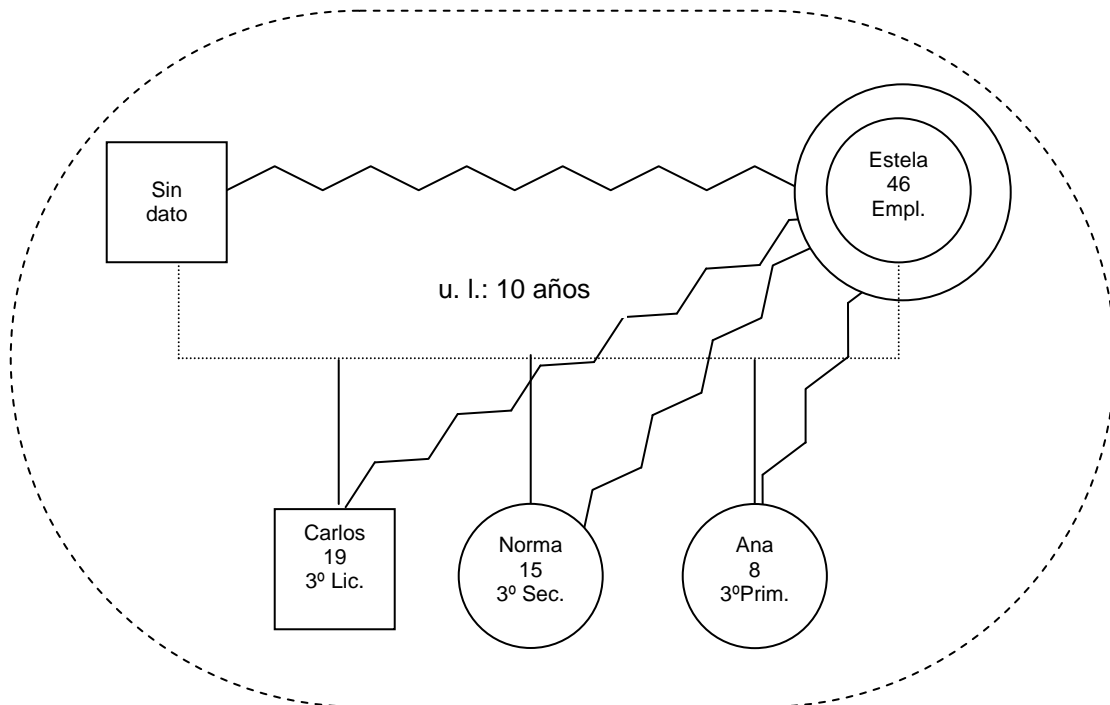 Sin
dato
Estela
46
Empl.
u. l.: 10 años
Carlos
19
3º Lic.
Norma
15
3º Sec.
Ana
8
3ºPrim.